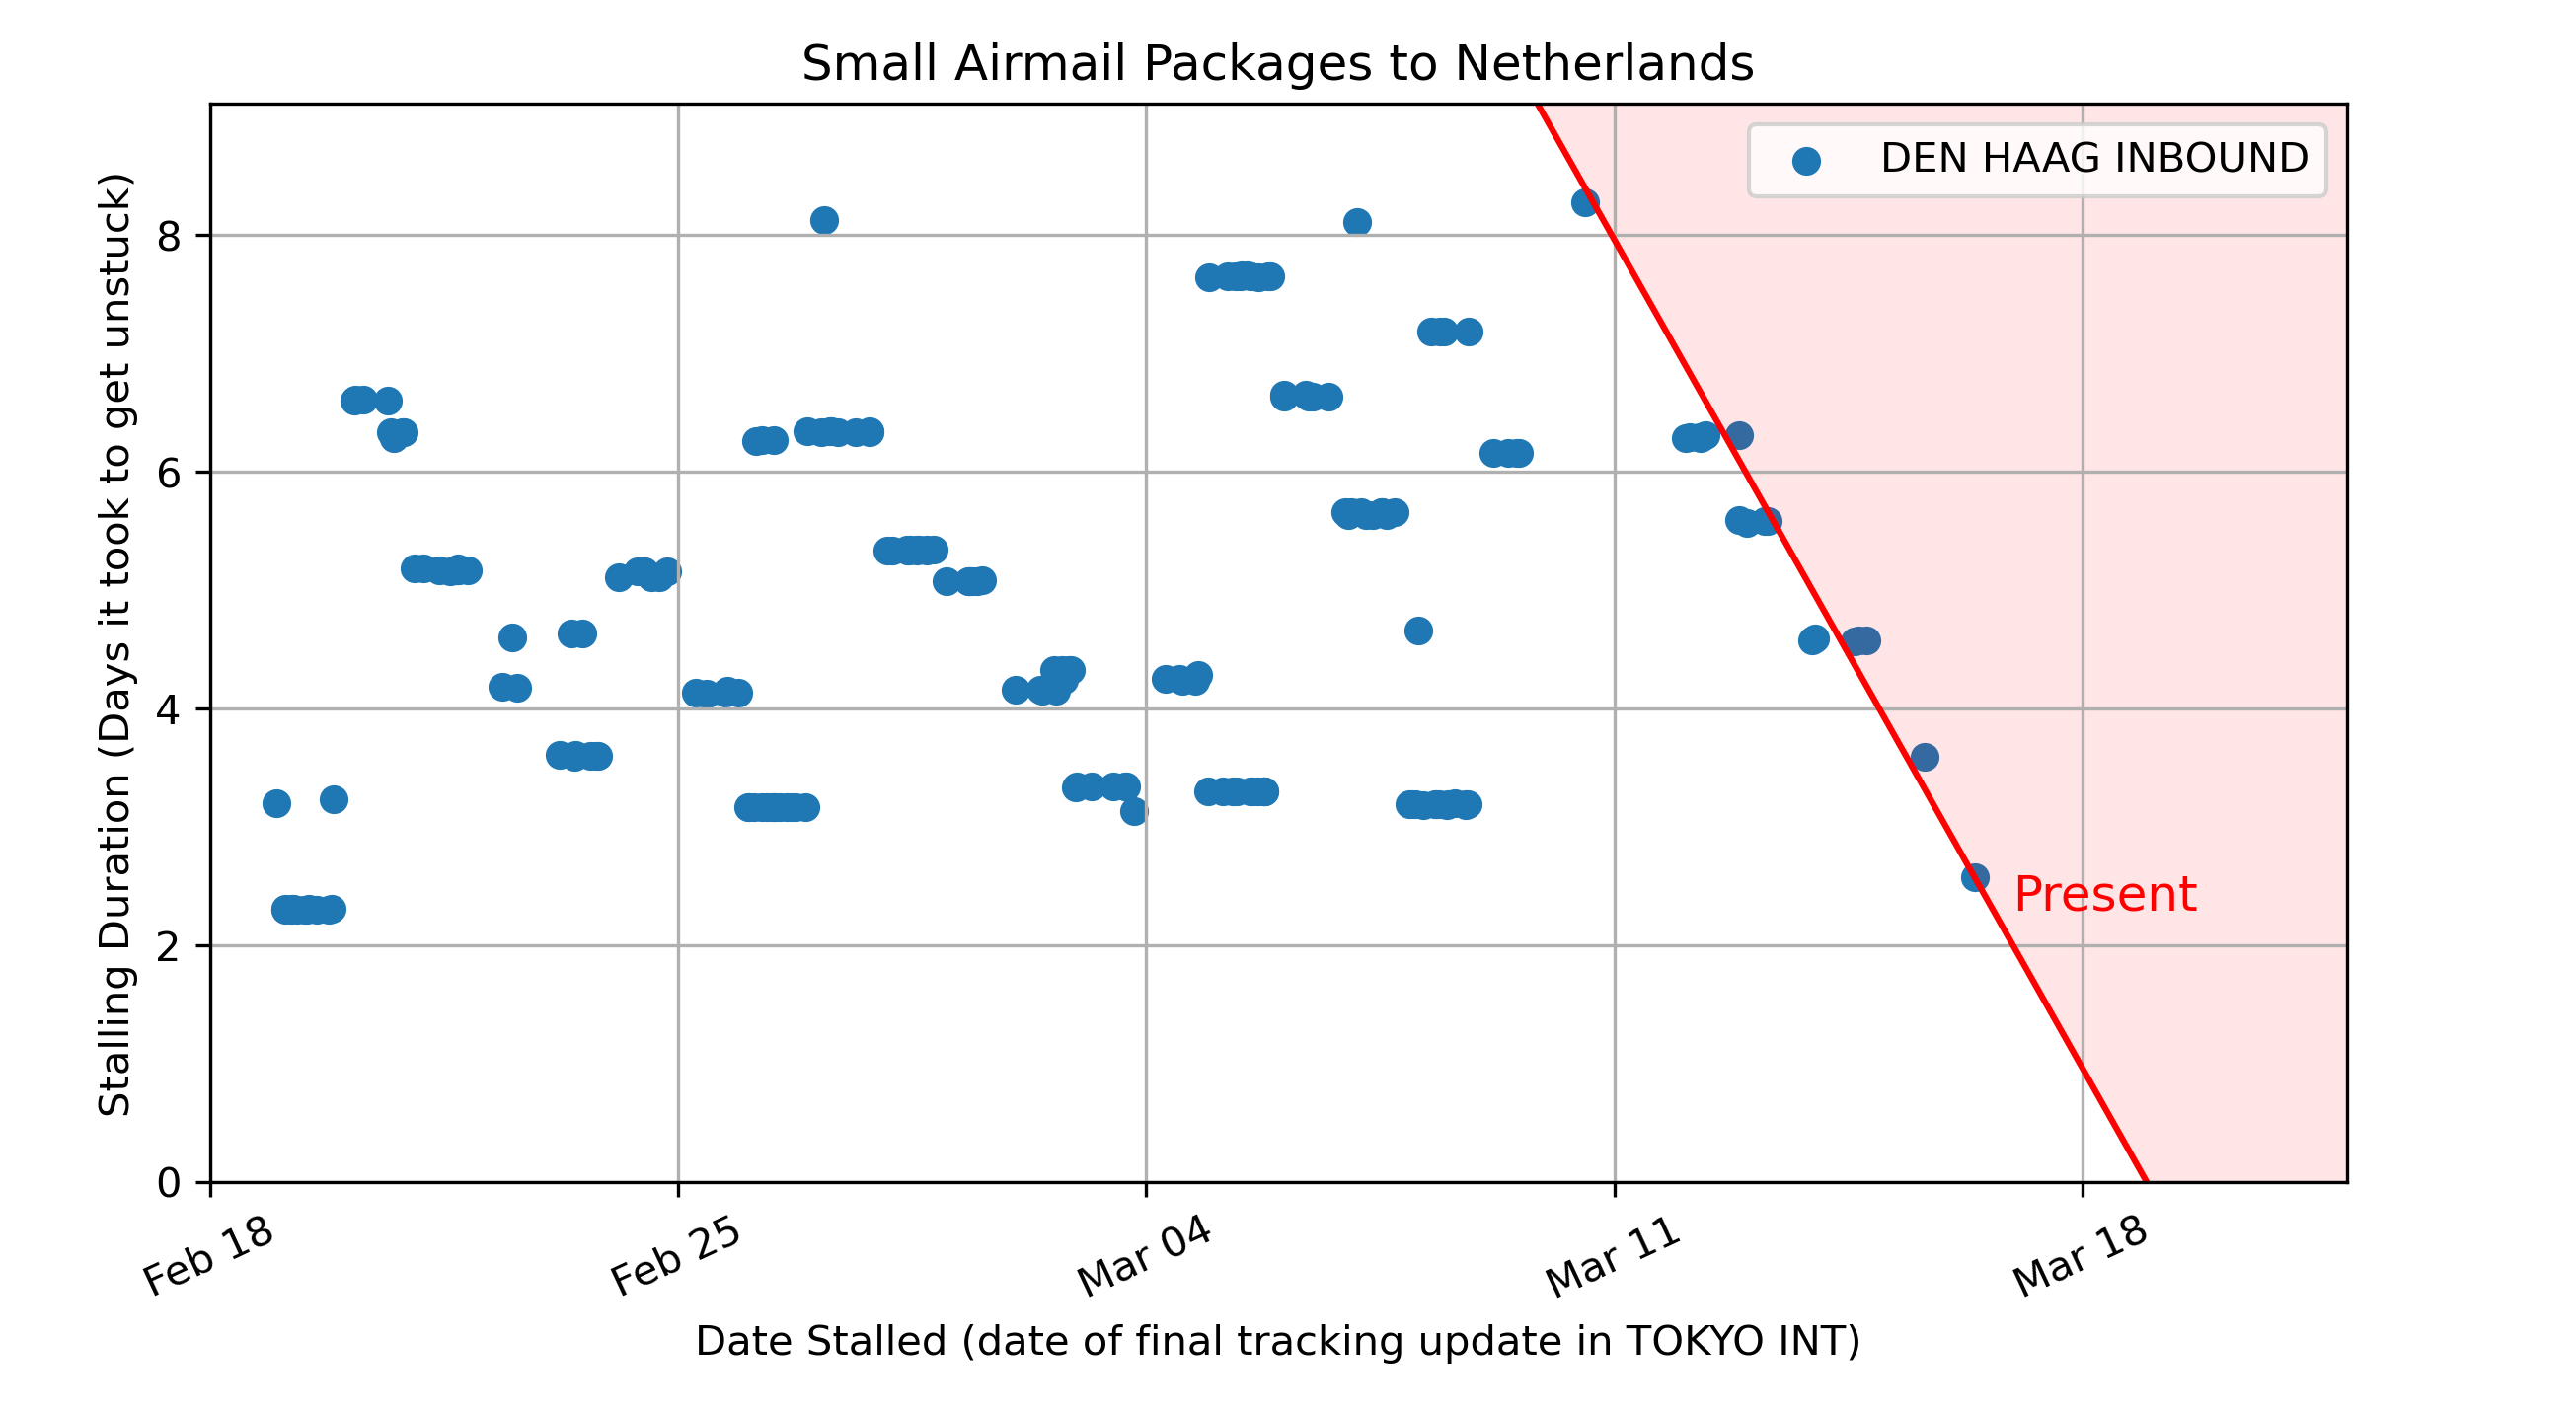 Small Airmail Packages to Netherlands
DEN HAAG INBOUND
Stalling Duration (Days it took to get unstuck)
8
6
4
2
0
Present
Feb 18
Feb 25
Mar 04
Mar 11
Mar 18
Date Stalled (date of final tracking update in TOKYO INT)